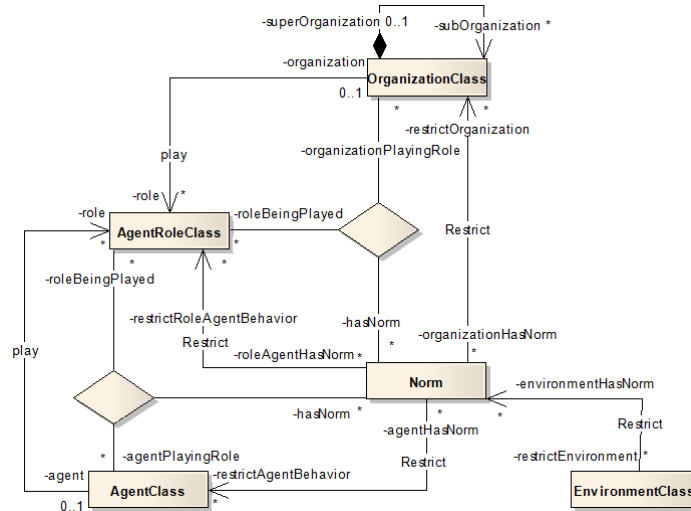 -superOrganization 0..1
-subOrganization *
-organization
OrganizationClass
0..1
*
*
-restrictOrganization
-organizationPlayingRole
play
-role
*
-role
-roleBeingPlayed
AgentRoleClass
*
*
*
*
*
Restrict
-roleBeingPlayed
-restrictRoleAgentBehavior
Restrict
-hasNorm
-organizationHasNorm
play
-roleAgentHasNorm
*
*
*
Norm
-environmentHasNorm
-hasNorm
*
*
*
-agentHasNorm
Restrict
*
-agentPlayingRole
Restrict
-restrictEnvironment
*
-agent
-restrictAgentBehavior
AgentClass
EnvironmentClass
0..1
*